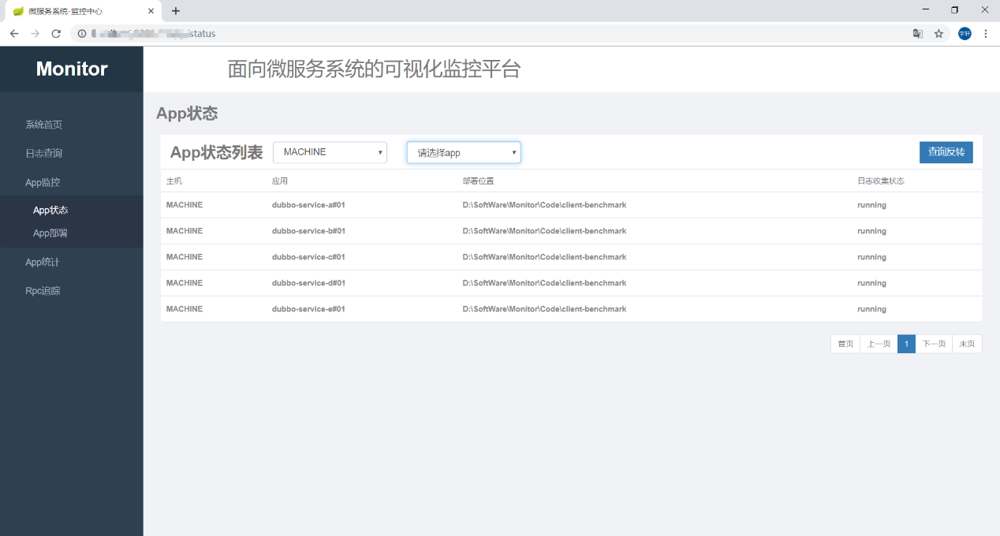 微服务系统-监控中心
status
宇轩
Monitor
面向微服务系统的可视化监控平台
系统首页
日志查询
App监控
App状态
App部署
App统计
Rpc追踪
App状态
App状态列表 MACHINE 请选择app 查询反转
主机 应用 部署位置 日志收集状态
MACHINE dubbo-service-a#01 D:\SoftWare\Monitor\Code\client-benchmark running
MACHINE dubbo-service-b#01 D:\SoftWare\Monitor\Code\client-benchmark running
MACHINE dubbo-service-c#01 D:\SoftWare\Monitor\Code\client-benchmark running
MACHINE dubbo-service-d#01 D:\SoftWare\Monitor\Code\client-benchmark running
MACHINE dubbo-service-e#01 D:\SoftWare\Monitor\Code\client-benchmark running
首页 上一页 1 下一页 末页